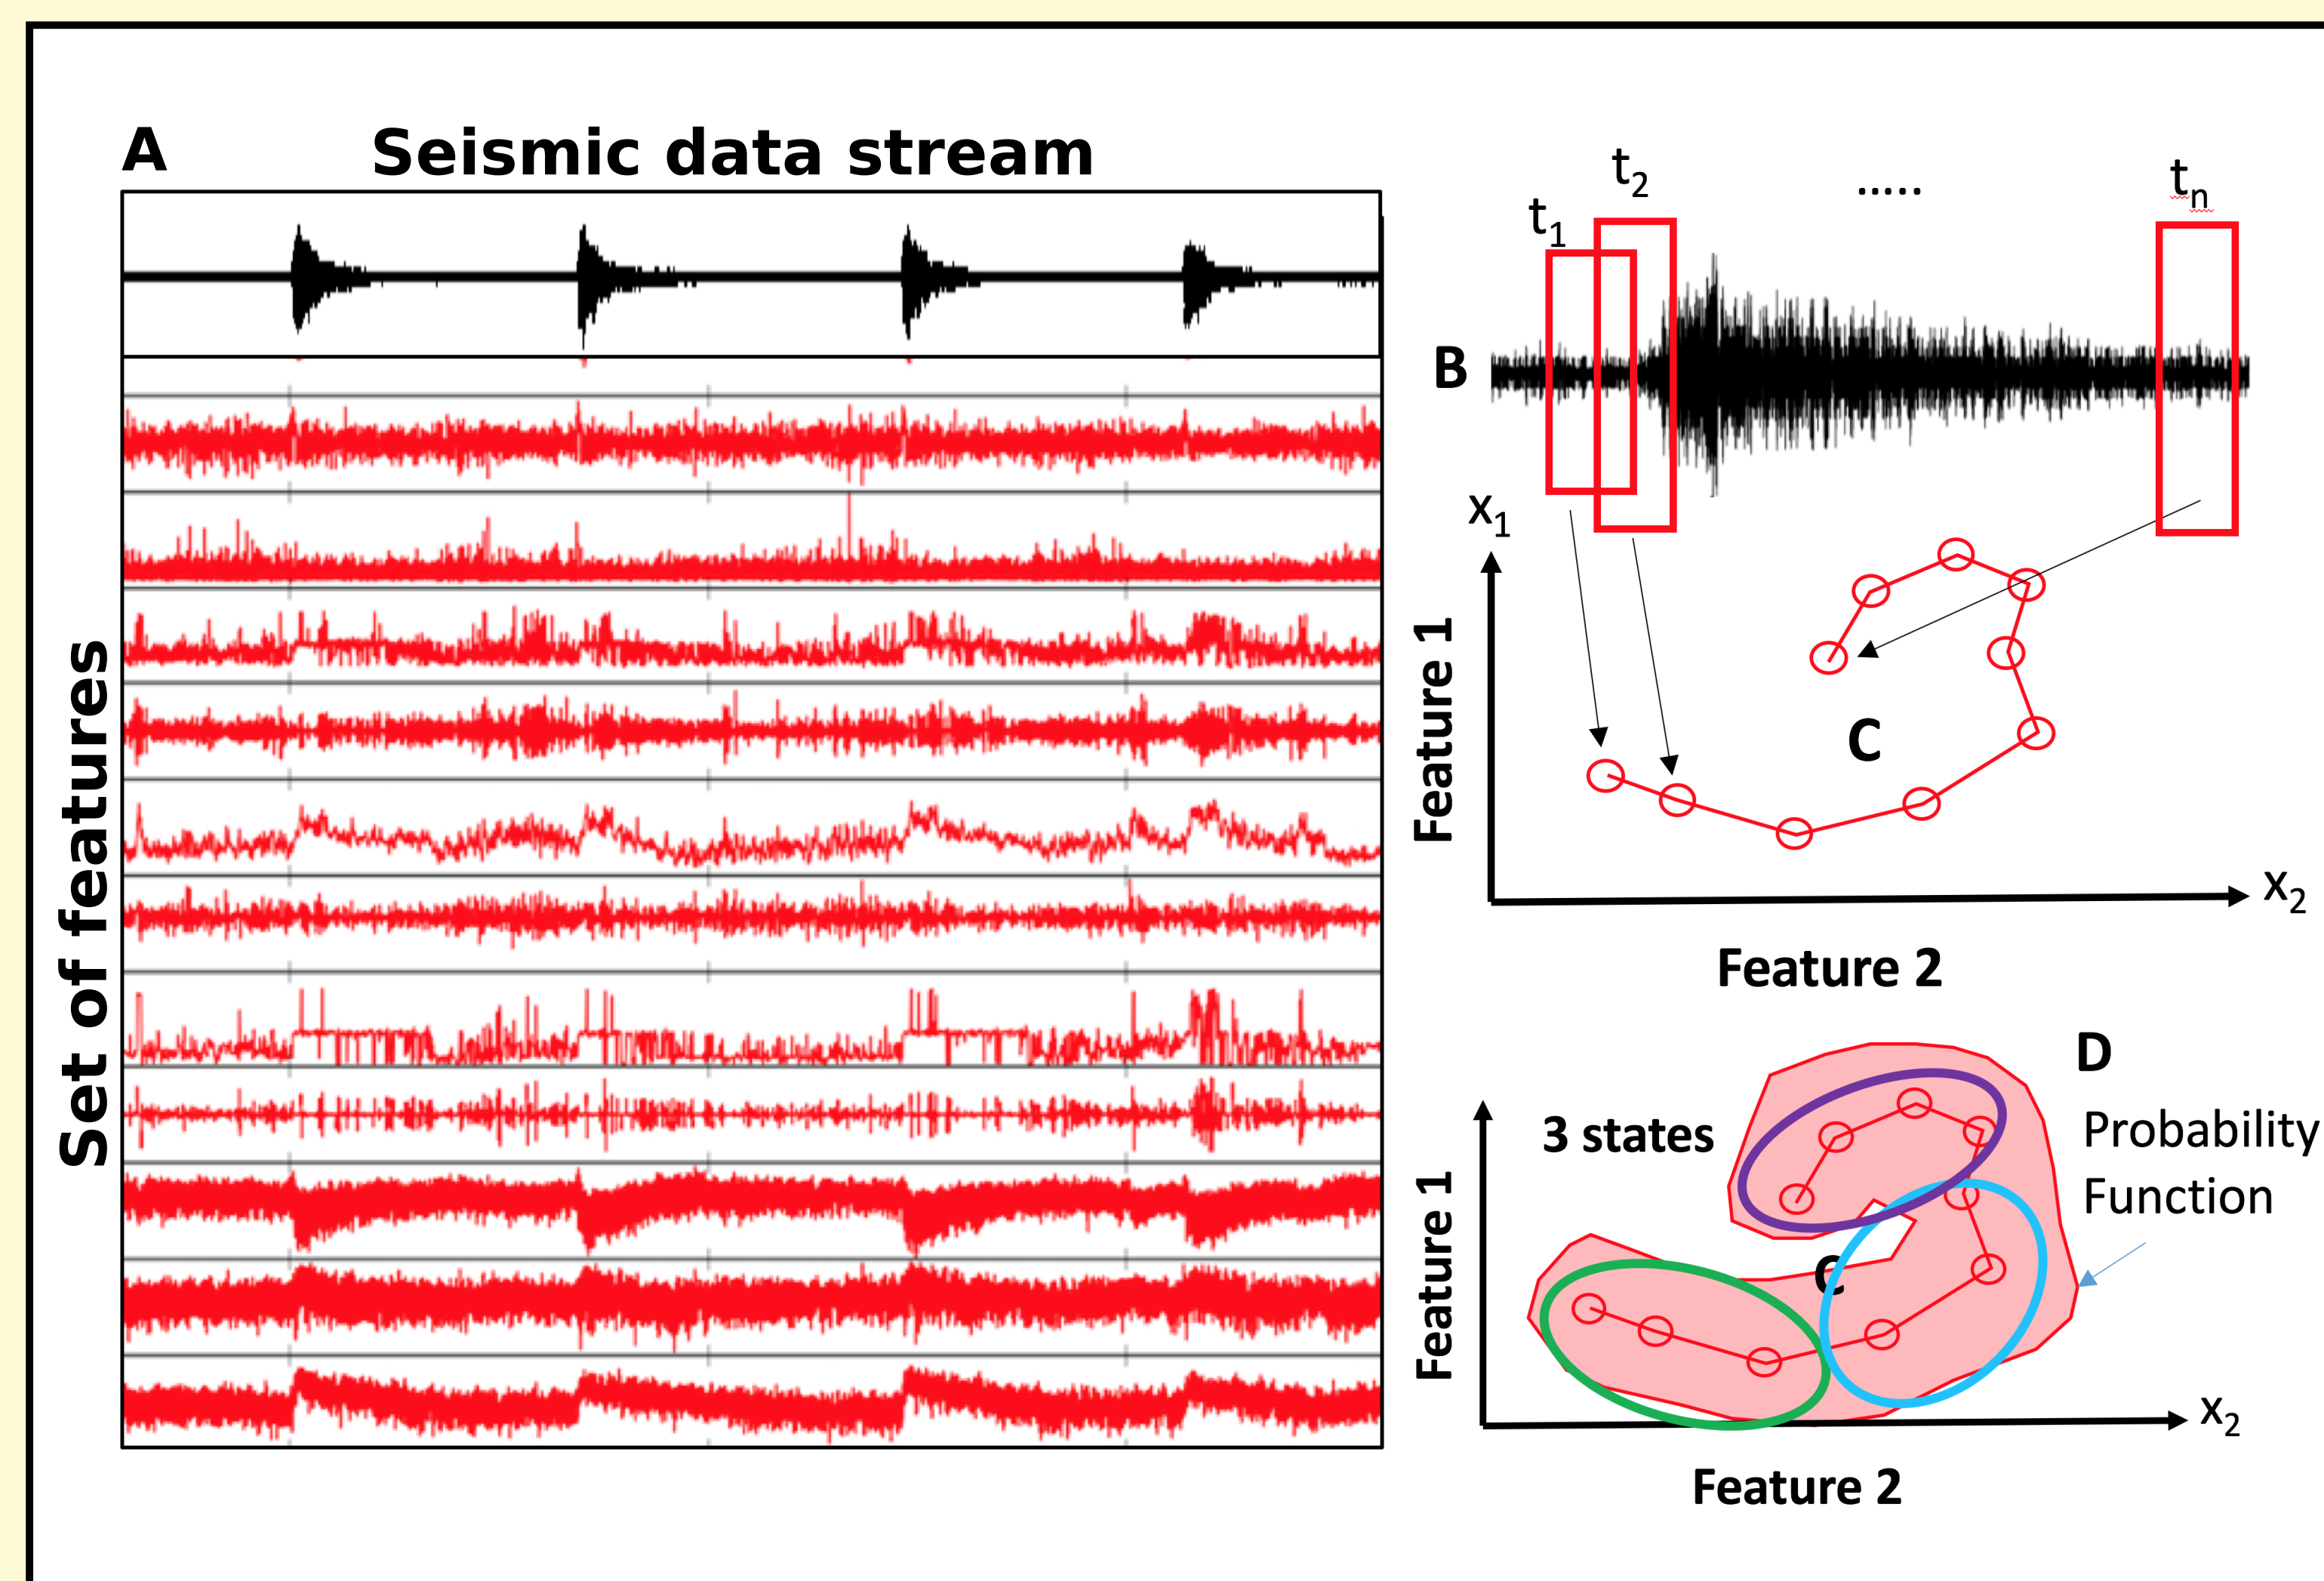 A
Seismic data stream
Set of features
t1
t2
.....
tn
B
x1
Feature 1
C
x2
Feature 2
D
3 states
Probability
Function
Feature 1
C
x2
Feature 2